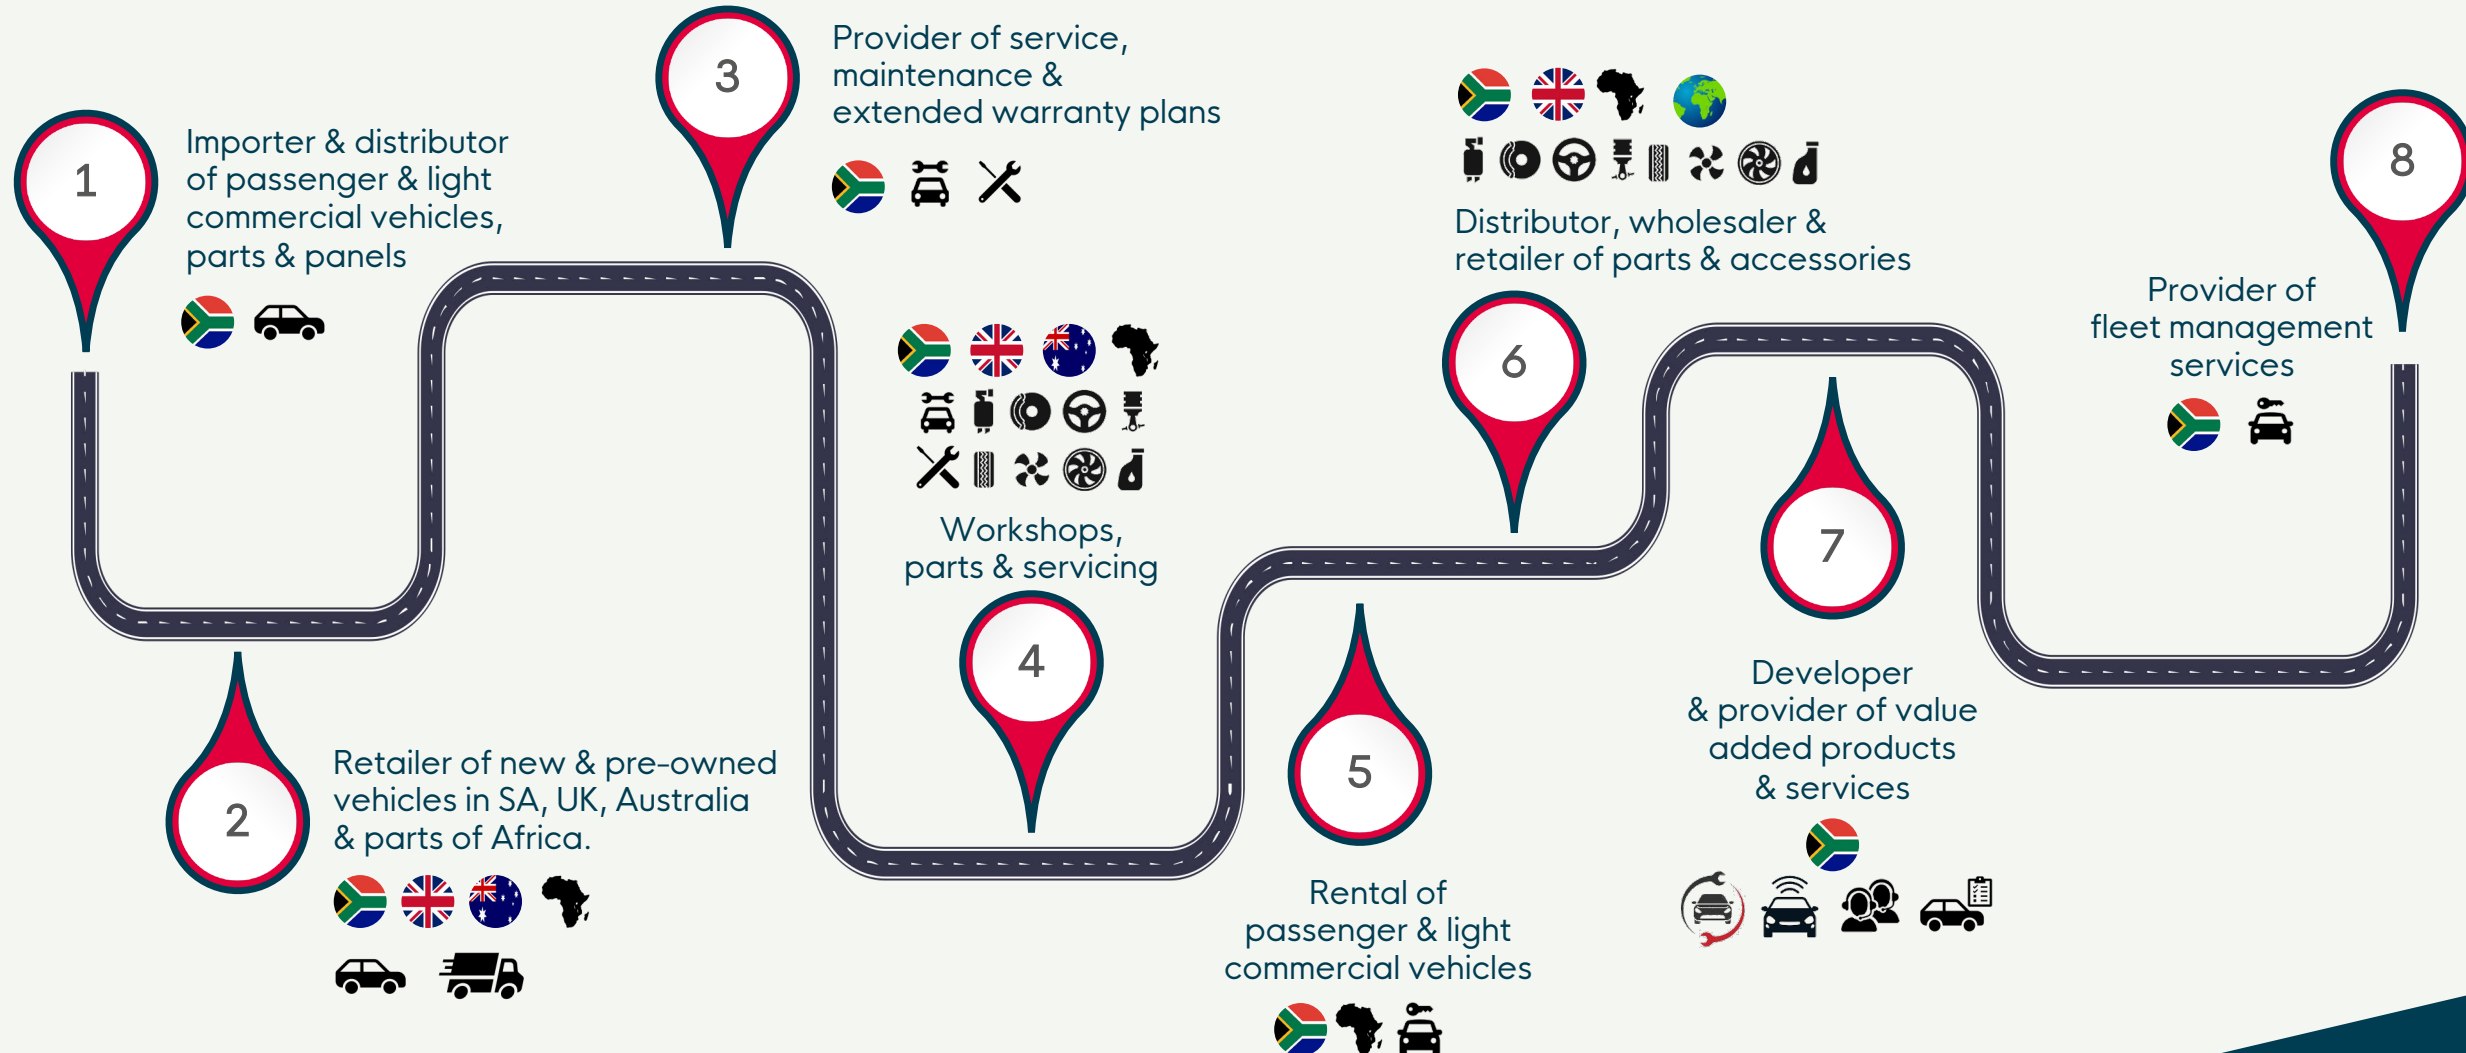 1
Importer & distributor
of passenger & light
commercial vehicles,
parts & panels
2
Retailer of new & pre-owned
vehicles in SA, UK, Australia
& parts of Africa.
3
Provider of service,
maintenance &
extended warranty plans
Workshops,
parts & servicing
4
5
Rental of
passenger & light
commercial vehicles
Distributor, wholesaler &
retailer of parts & accessories
6
7
Developer
& provider of value
added products
& services
8
Provider of
fleet management
services